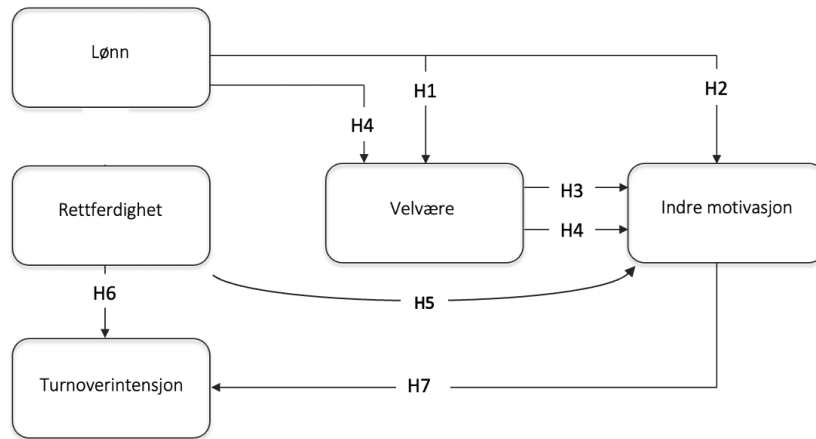 Lønn
H1
H2
H4
Rettferdighet
Velvære
H3
H4
Indre motivasjon
H6
H5
Turnoverintensjon
H7